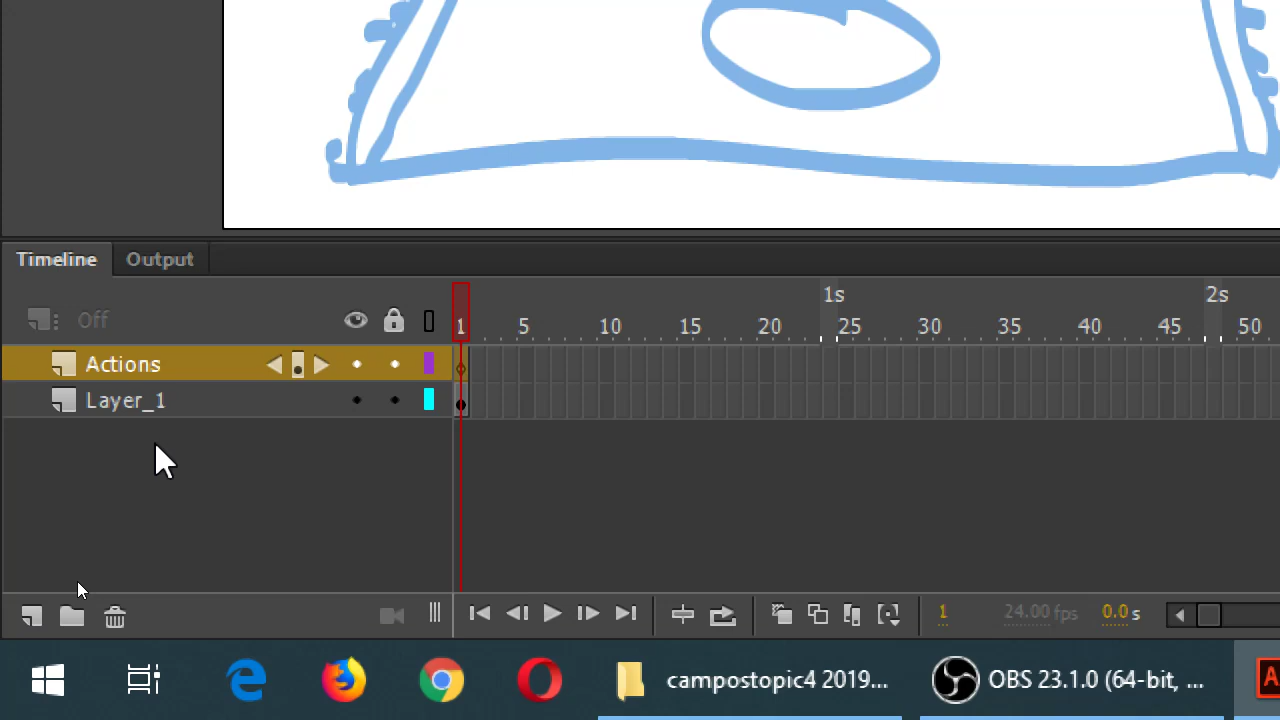 Timeline Output
1s 2s
Off
1 5 10 15 20 25 30 35 40 45 50
Actions
Layer_1
1 24.00 fps 0.0 s
campostopic4 2019... OBS 23.1.0 (64-bit, ... A